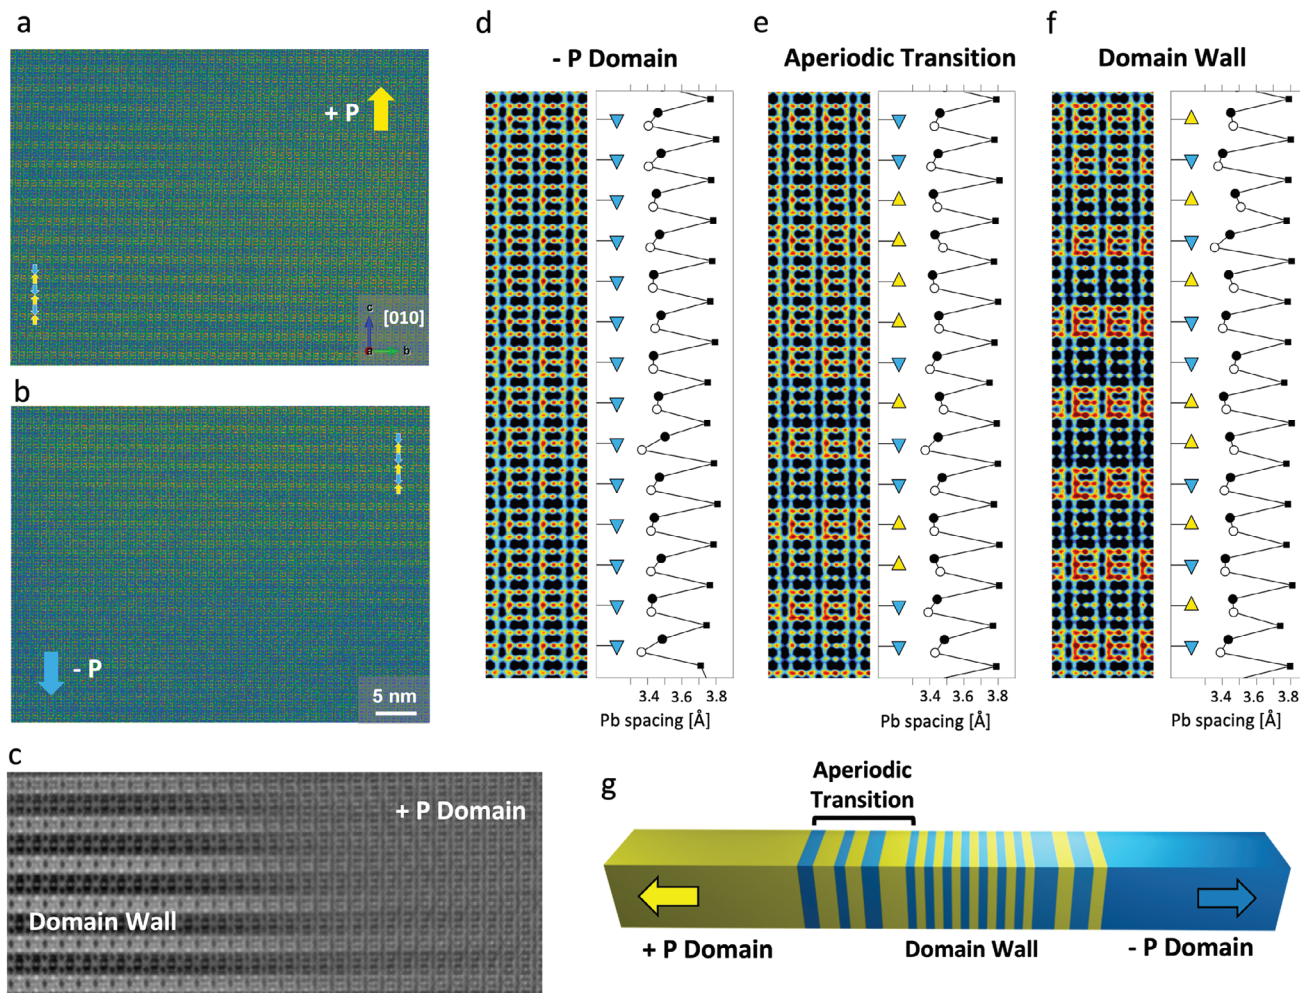 a
+ P
c
[010]
a
b
b
- P
5 nm
c
+ P Domain
Domain Wall
d
- P Domain
3.4
3.6
3.8
Pb spacing [Å]
e
Aperiodic Transition
3.4
3.6
3.8
Pb spacing [Å]
f
Domain Wall
3.4
3.6
3.8
Pb spacing [Å]
g
Aperiodic
Transition
+ P Domain
Domain Wall
- P Domain